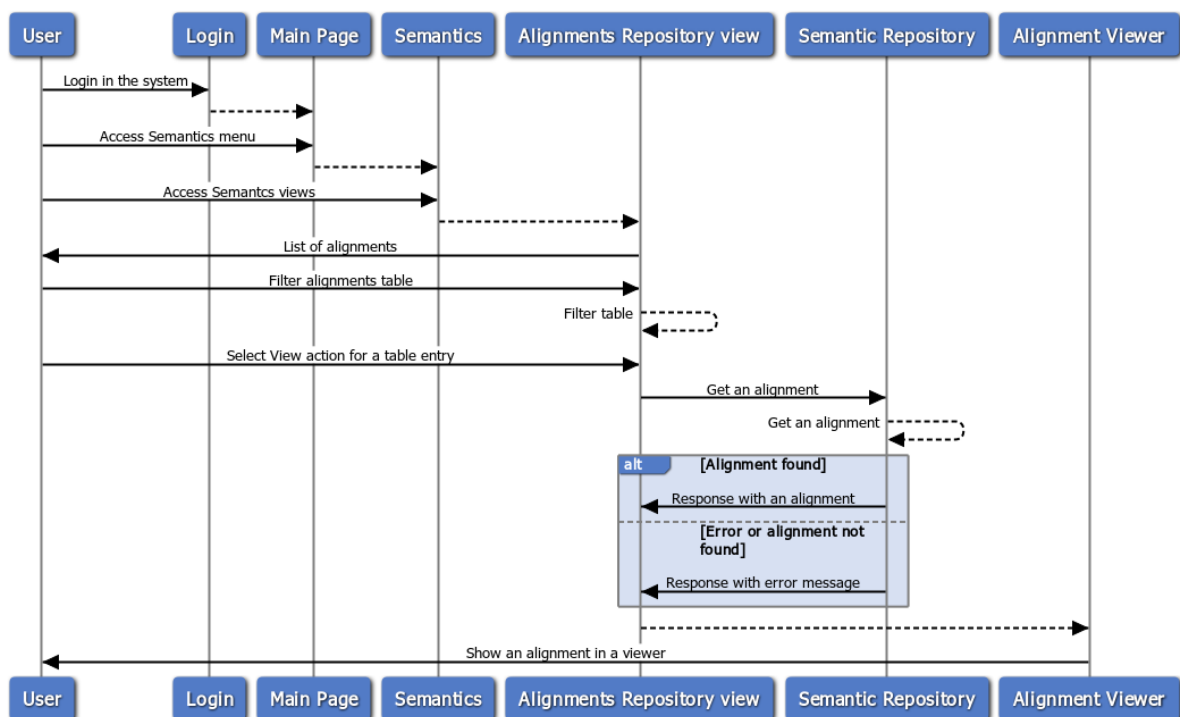 User Login Main Page Semantics Alignments Repository view Semantic Repository Alignment Viewer
Login in the system
Access Semantics menu
Access Semantcs views
List of alignments
Filter alignments table
Filter table
Select View action for a table entry
Get an alignment
Get an alignment
alt [Alignment found]
Response with an alignment
[Error or alignment not
found]
Response with error message
Show an alignment in a viewer
User Login Main Page Semantics Alignments Repository view Semantic Repository Alignment Viewer